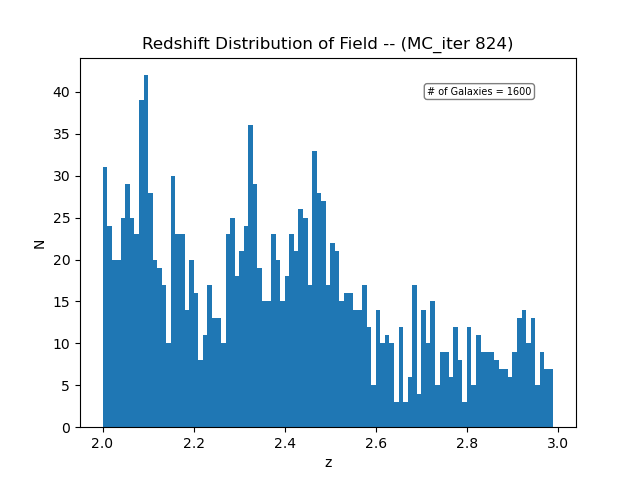 Redshift Distribution of Field -- (MC_iter 824)
# of Galaxies = 1600
40
35
30
25
20
15
10
5
0
N
2.0 2.2 2.4 2.6 2.8 3.0
z